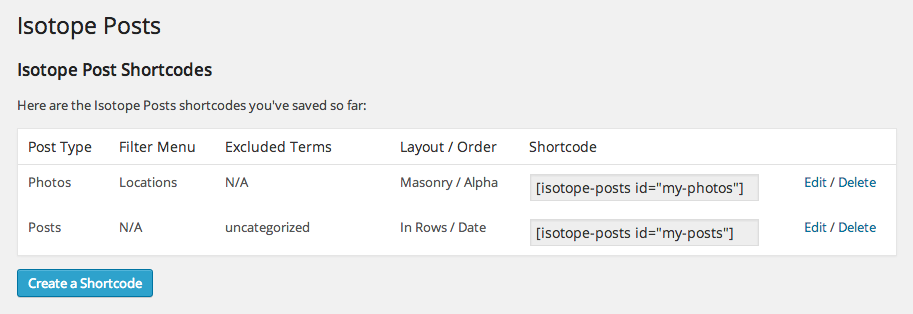 Isotope Posts
Isotope Post Shortcodes
Here are the Isotope Posts shortcodes you've saved so far:
Post Type Filter Menu Excluded Terms Layout / Order Shortcode
Photos Locations N/A Masonry / Alpha [isotope-posts id="my-photos"] Edit / Delete
Posts N/A uncategorized In Rows / Date [isotope-posts id="my-posts"] Edit / Delete
Create a Shortcode